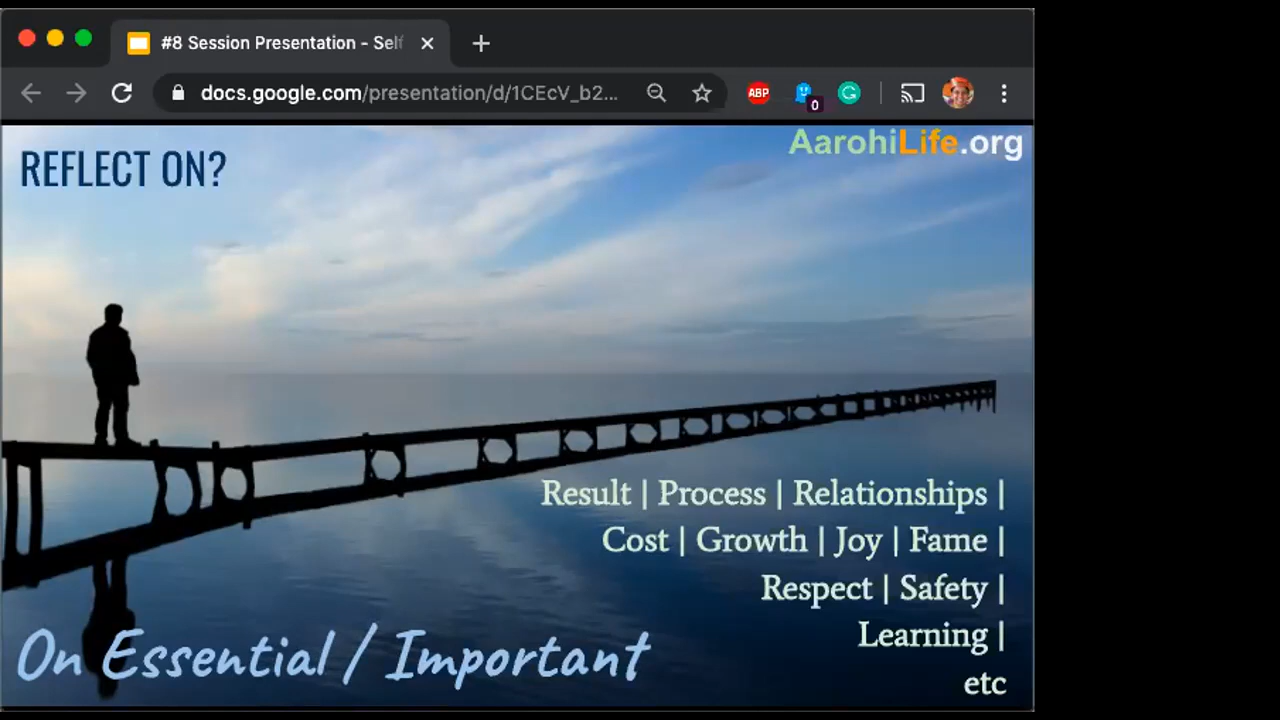 #8 Session Presentation - Self
docs.google.com/presentation/d/1CEcV_b2...
ABP
0
AarohiLife.org
REFLECT ON?
Result | Process | Relationships |
Cost | Growth | Joy | Fame |
Respect | Safety |
Learning |
etc
On Essential / Important